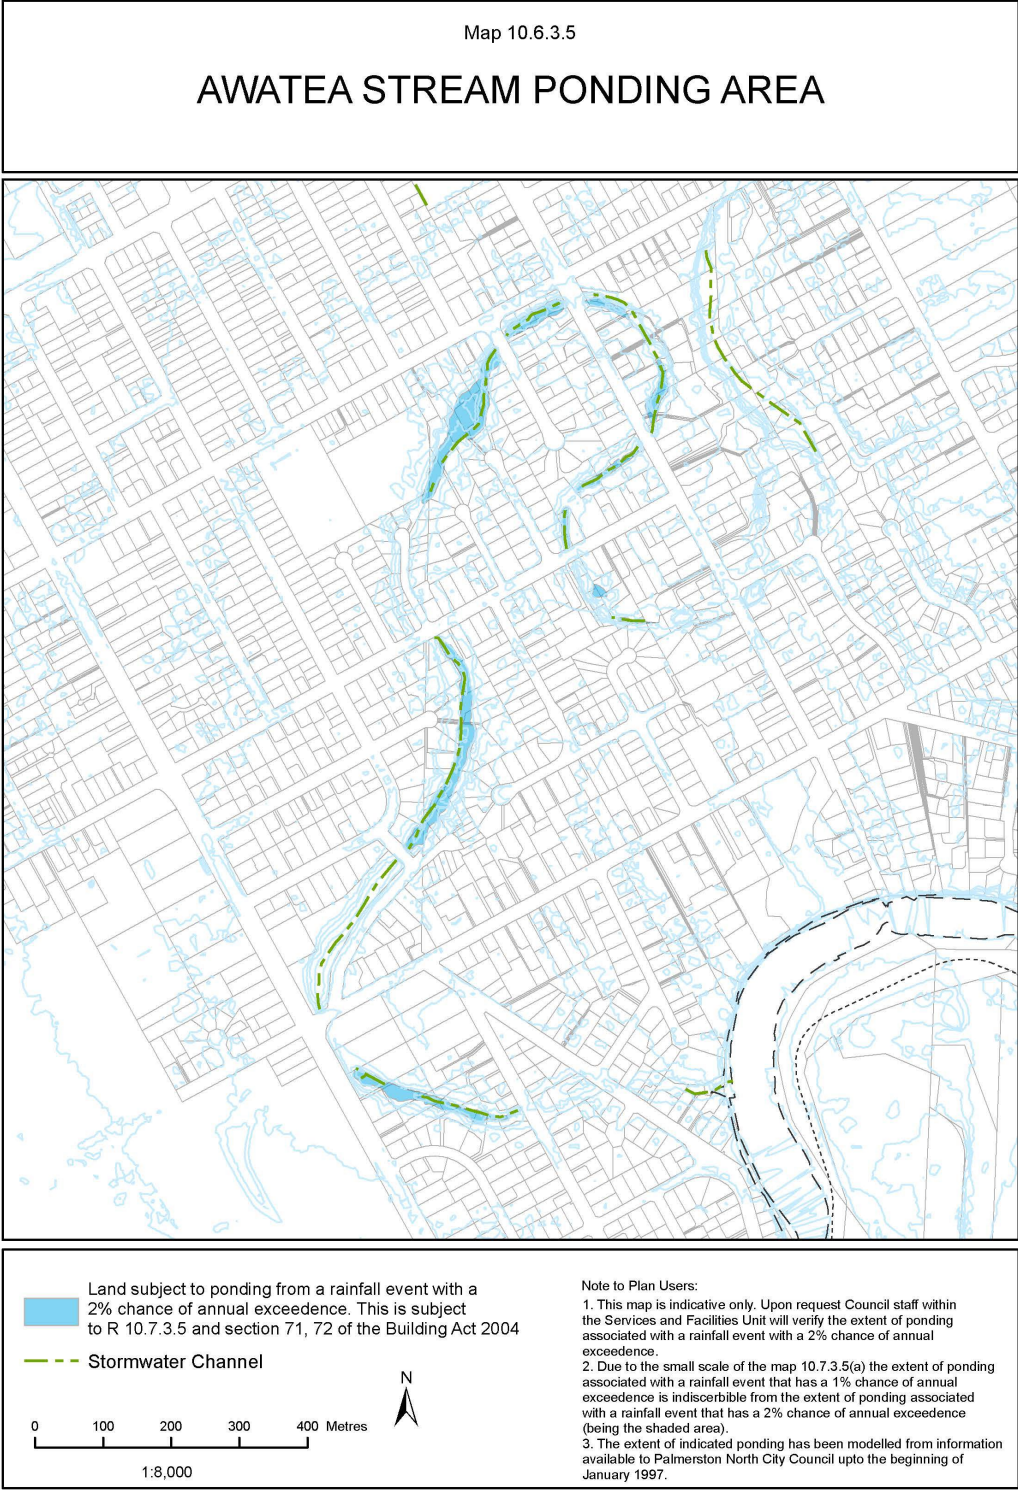 Map 10.6.3.5
AWATEA STREAM PONDING AREA
Land subject to ponding from a rainfall event with a
2% chance of annual exceedence. This is subject
to R 10.7.3.5 and section 71, 72 of the Building Act 2004
Stormwater Channel
N
0 100 200 300 400 Metres
1:8,000
Note to Plan Users:
1. This map is indicative only. Upon request Council staff within
the Services and Facilities Unit will verify the extent of ponding
associated with a rainfall event with a 2% chance of annual
exceedence.
2. Due to the small scale of the map 10.7.3.5(a) the extent of ponding
associated with a rainfall event that has a 1% chance of annual
exceedence is indiscerbible from the extent of ponding associated
with a rainfall event that has a 2% chance of annual exceedence
(being the shaded area).
3. The extent of indicated ponding has been modelled from information
available to Palmerston North City Council upto the beginning of
January 1997.